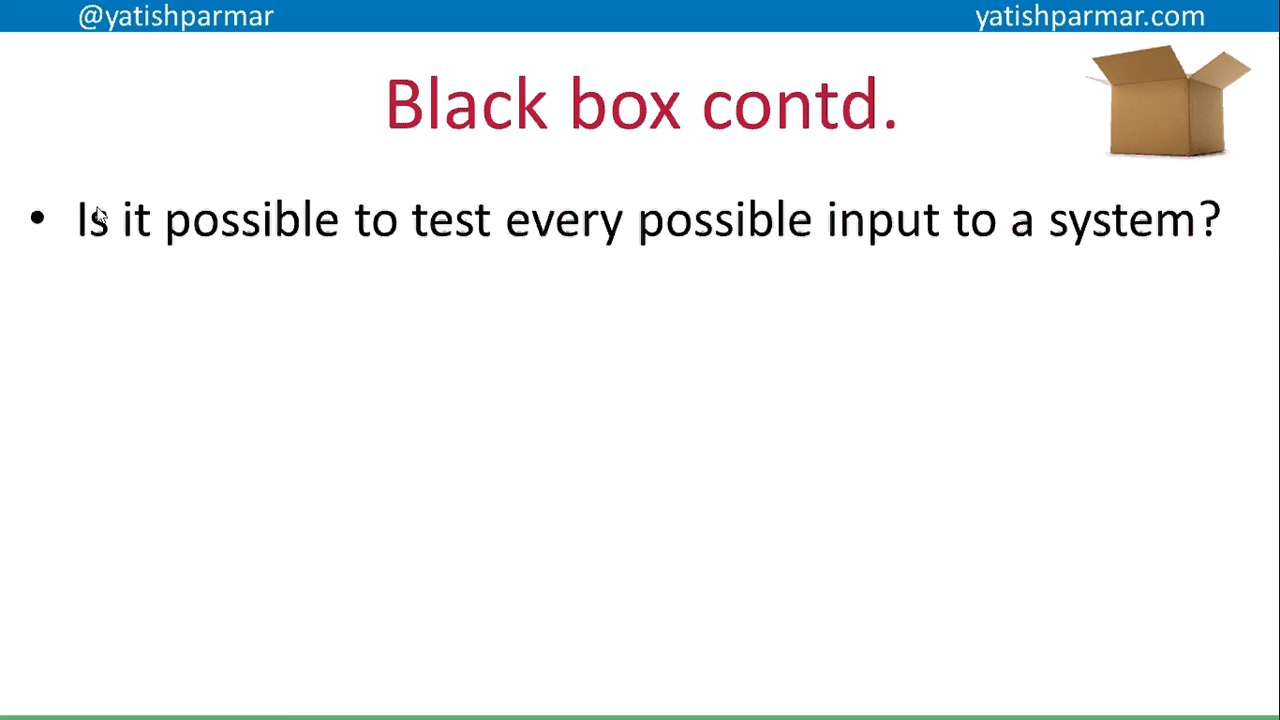 @yatishparmar
yatishparmar.com
Black box contd.
• Is it possible to test every possible input to a system?